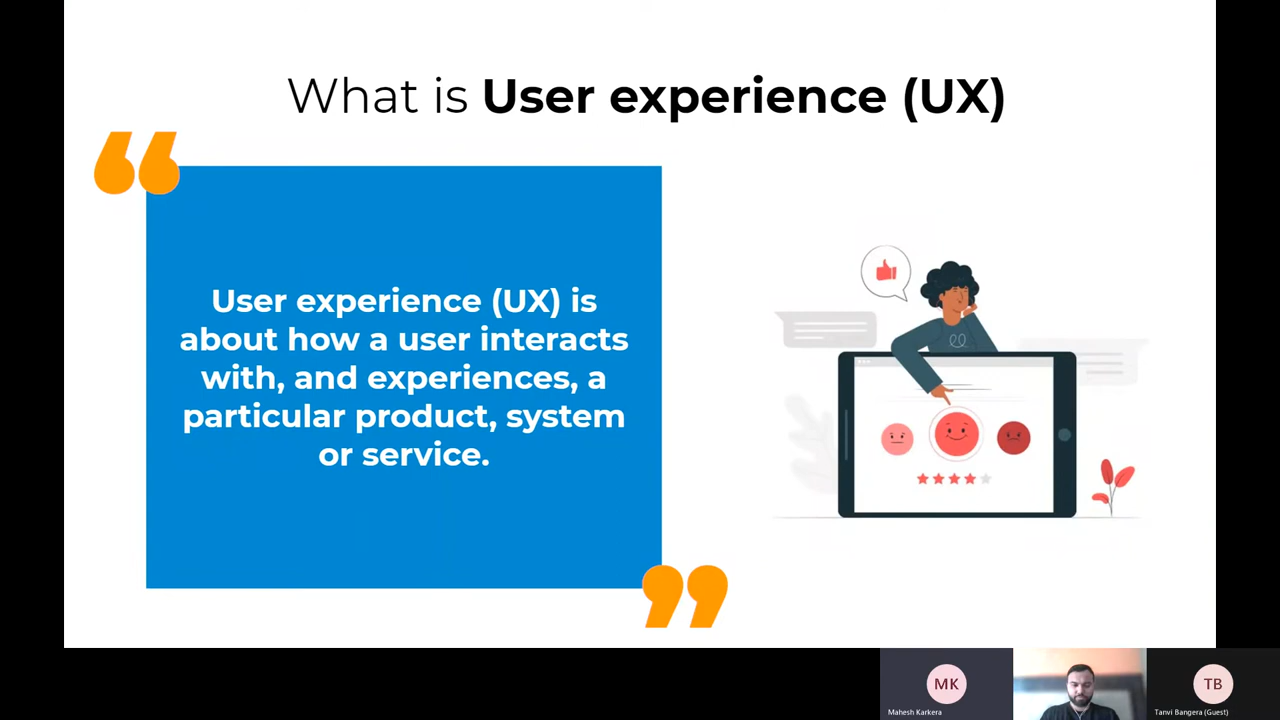 What is User experience (UX)
“
User experience (UX) is
about how a user interacts
with, and experiences, a
particular product, system
or service.
”
MK
Mahesh Karkera
TB
Tanvi Bangera (Guest)